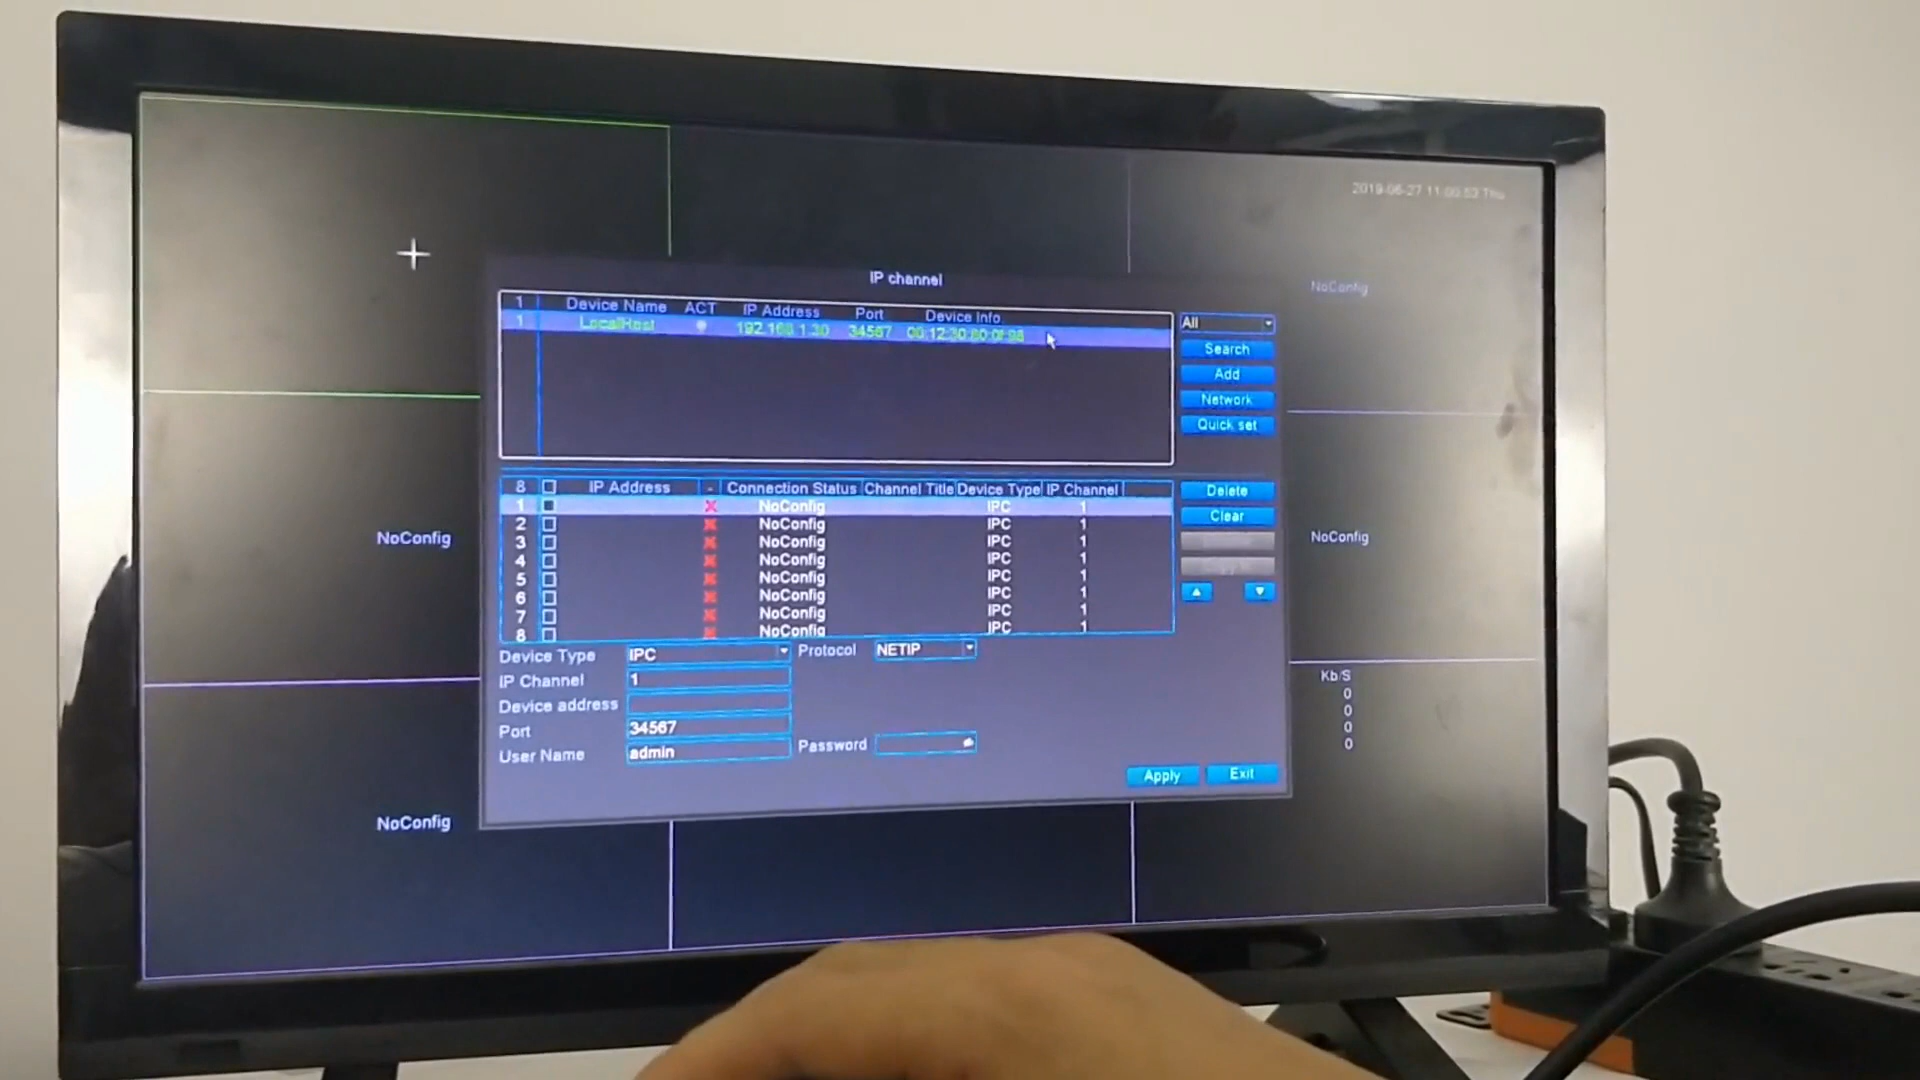 IP channel
1 Device Name ACT IP Address Port Device Info.
1 LocalHost 192.168.1.30 34567
All
Search
Add
Network
Quick set
NoConfig
8 IP Address - Connection Status Channel Title Device Type IP Channel
1 X NoConfig IPC 1
2 X NoConfig IPC 1
3 X NoConfig IPC 1
4 X NoConfig IPC 1
5 X NoConfig IPC 1
6 X NoConfig IPC 1
7 X NoConfig IPC 1
8 X NoConfig IPC 1
Delete
Clear
NoConfig
NoConfig
Device Type IPC Protocol NETIP
IP Channel 1
Device address
Port 34567
User Name admin Password
Apply Exit
Kb/S
0
0
0
0
NoConfig